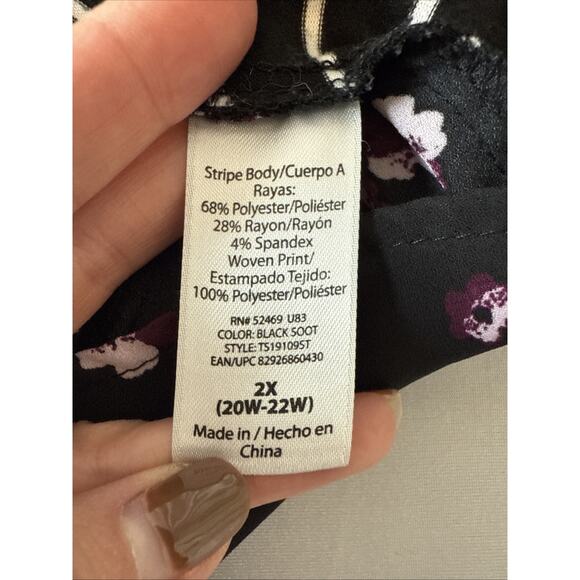 Stripe Body/Cuerpo A
Rayas:
68% Polyester/Poliéster
28% Rayon/Rayón
4% Spandex
Woven Print/
Estampado Tejido:
100% Polyester/Poliéster
RN# 52469 U83
COLOR: BLACK SOOT
STYLE: TS19109ST
EAN/UPC 82926860430
2X
(20W-22W)
Made in / Hecho en
China